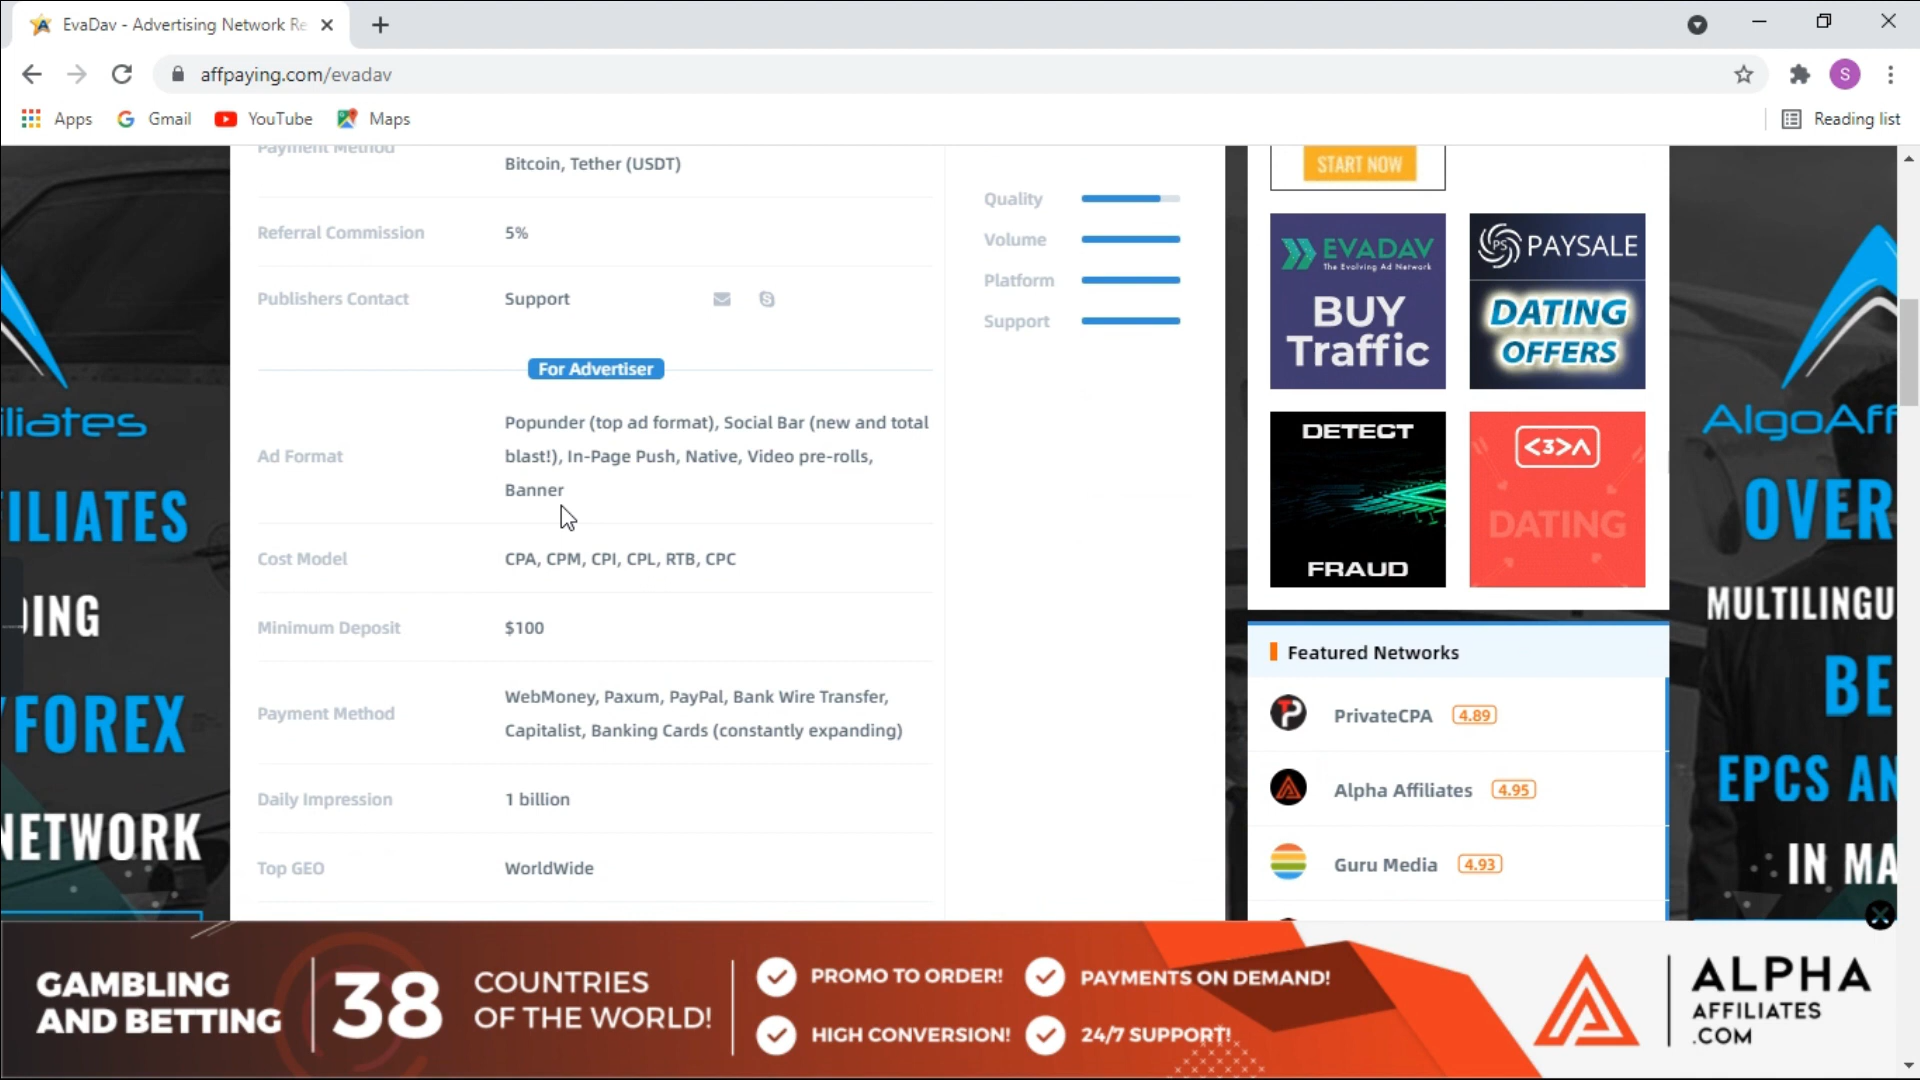 EvaDav - Advertising Network Re
affpaying.com/evadav
S
Apps
Gmail
YouTube
Maps
Reading list
Payment Method
Bitcoin, Tether (USDT)
Referral Commission
5%
Publishers Contact
Support
For Advertiser
Ad Format
Popunder (top ad format), Social Bar (new and total
blast!), In-Page Push, Native, Video pre-rolls,
Banner
Cost Model
CPA, CPM, CPI, CPL, RTB, CPC
Minimum Deposit
$100
Payment Method
WebMoney, Paxum, PayPal, Bank Wire Transfer,
Capitalist, Banking Cards (constantly expanding)
Daily Impression
1 billion
Top GEO
WorldWide
Quality
Volume
Platform
Support
START NOW
EVADAV
The Evolving Ad Network
BUY
Traffic
PS PAYSALE
DATING
OFFERS
DETECT
FRAUD
<3>Λ
DATING
Featured Networks
PrivateCPA 4.89
Alpha Affiliates 4.95
Guru Media 4.93
iliates
ILIATES
ING
FOREX
NETWORK
AlgoAff
OVER
MULTILINGU
BE
EPCS AN
IN MA
GAMBLING
AND BETTING
38
COUNTRIES
OF THE WORLD!
PROMO TO ORDER!
HIGH CONVERSION!
PAYMENTS ON DEMAND!
24/7 SUPPORT!
ALPHA
AFFILIATES
.COM